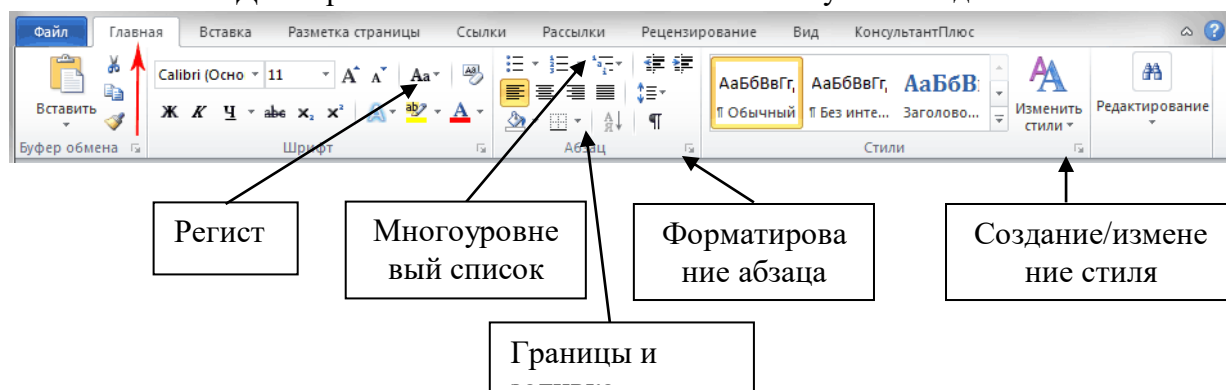 Файл Главная Вставка Разметка страницы Ссылки Рассылки Рецензирование Вид КонсультантПлюс
Calibri (Осно 11 Aa
АаБбВвГг, АаБбВвГг, АаБбВ
Вставить
Ж К Ч abc x₂ x² A ab A
¶ Обычный ¶ Без инте... Заголово...
Изменить стили
Редактирование
Буфер обмена Шрифт Абзац Стили
Регист
Многоуровне
вый список
Форматирова
ние абзаца
Создание/измене
ние стиля
Границы и